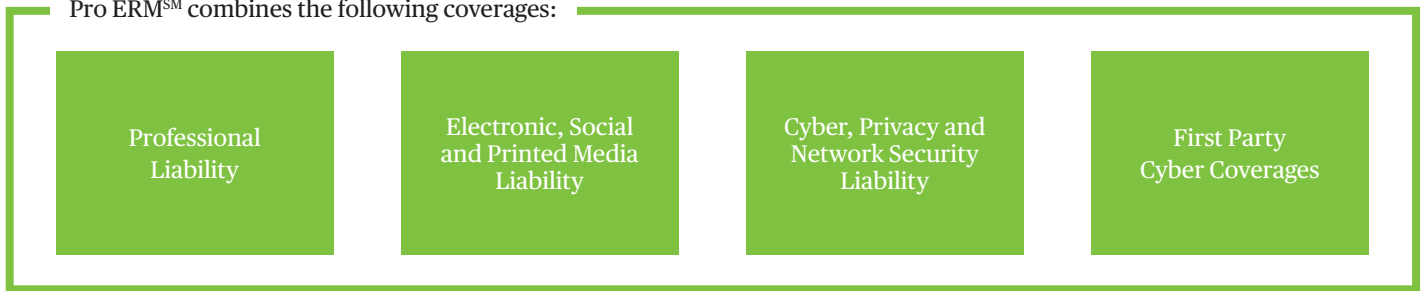 Pro ERM℠ combines the following coverages:
Professional
Liability
Electronic, Social
and Printed Media
Liability
Cyber, Privacy and
Network Security
Liability
First Party
Cyber Coverages